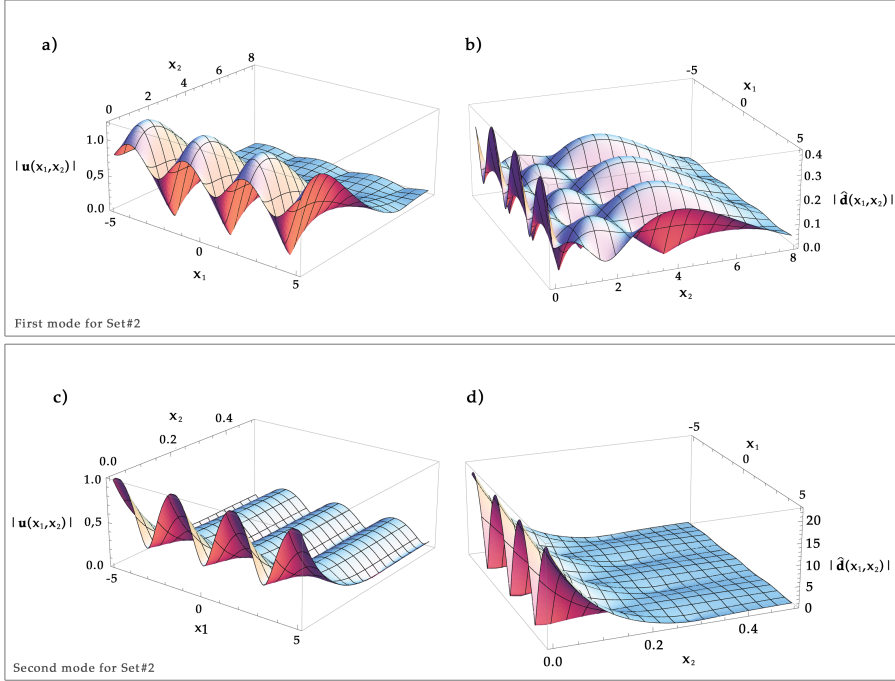 a)
x₂
0
2
4
6
8
1.0
0,5
0.0
|u(x₁,x₂)|
-5
0
5
x₁
b)
-5
0
5
x₁
0.4
0.3
0.2
0.1
0.0
|d̂(x₁,x₂)|
0
2
4
6
8
x₂
First mode for Set#2
c)
x₂
0.0
0.2
0.4
1.0
0,5
0.0
|u(x₁,x₂)|
-5
0
5
x1
d)
-5
0
5
x₁
20
15
10
5
0
|d̂(x₁,x₂)|
0.0
0.2
0.4
x₂
Second mode for Set#2